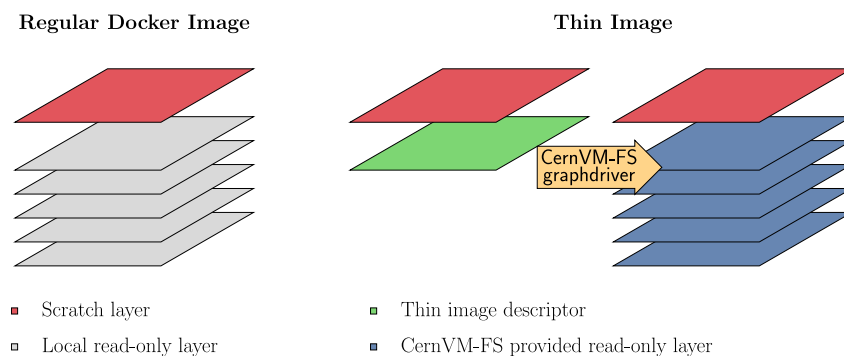 Regular Docker Image
Thin Image
CernVM-FS
graphdriver
Scratch layer
Local read-only layer
Thin image descriptor
CernVM-FS provided read-only layer